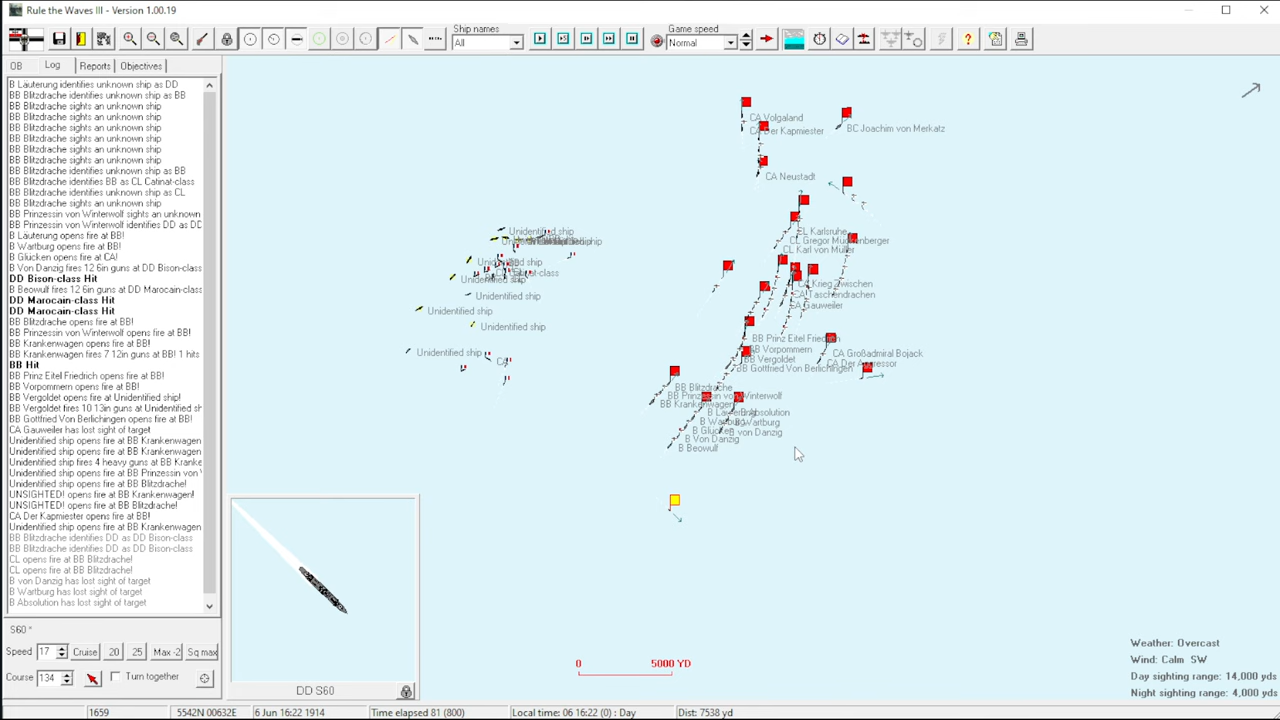 Rule the Waves III - Version 1.00.19
Ship names
All
Game speed
Normal
OB Log Reports Objectives
B Läuterung identifies unknown ship as DD
BB Blitzdrache identifies unknown ship as BB
BB Blitzdrache sights an unknown ship
BB Blitzdrache sights an unknown ship
BB Blitzdrache sights an unknown ship
BB Blitzdrache sights an unknown ship
BB Blitzdrache sights an unknown ship
BB Blitzdrache sights an unknown ship
BB Blitzdrache identifies unknown ship as BB
BB Blitzdrache identifies BB as CL Catinat-class
BB Blitzdrache identifies unknown ship as CL
BB Blitzdrache sights an unknown ship
BB Prinzessin von Winterwolf sights an unknown
BB Prinzessin von Winterwolf identifies DD as DD
B Läuterung opens fire at BB!
B Wartburg opens fire at BB!
B Glucken opens fire at CA!
B Von Danzig fires 12 6in guns at DD Bison-class
DD Bison-class Hit
B Beowulf fires 12 6in guns at DD Marocain-class
DD Marocain-class Hit
DD Marocain-class Hit
BB Blitzdrache opens fire at BB!
BB Prinzessin von Winterwolf opens fire at BB!
BB Krankenwagen opens fire at BB!
BB Krankenwagen fires 7 12in guns at BB! 1 hits
BB Hit
BB Prinz Eitel Friedrich opens fire at BB!
BB Vorpommern opens fire at BB!
BB Vergoldet opens fire at Unidentified ship!
BB Vergoldet fires 10 13in guns at Unidentified s
BB Gottfried Von Berlichingen opens fire at BB!
CA Gauweiler has lost sight of target
Unidentified ship opens fire at BB Krankenwagen
Unidentified ship opens fire at BB Krankenwagen
Unidentified ship fires 4 heavy guns at BB Kranke
Unidentified ship opens fire at BB Prinzessin von
Unidentified ship opens fire at BB Blitzdrache!
UNSIGHTED! opens fire at BB Krankenwagen!
UNSIGHTED! opens fire at BB Blitzdrache!
CA Der Kapmiester opens fire at BB!
Unidentified ship opens fire at BB Krankenwagen
BB Blitzdrache identifies DD as DD Bison-class
BB Blitzdrache identifies DD as DD Bison-class
CL opens fire at BB Blitzdrache!
CL opens fire at BB Blitzdrache!
B von Danzig has lost sight of target
B Wartburg has lost sight of target
B Absolution has lost sight of target
CA Volgaland
CA Der Kapmiester
BC Joachim von Merkatz
CA Neustadt
CL Karlsruhe
CL Gregor
CL Karl von Müller
Unidentified ship
Unidentified ship
Unidentified ship
Unidentified ship
Unidentified ship
Unidentified ship
Unidentified ship
CA Krieg Zwischen
CA Taschendrachen
CA Gauweiler
BB Prinz Eitel Friedrich
BB Vorpommern
BB Vergoldet
BB Gottfried Von Berlichingen
CA Großadmiral Bojack
CA Der Aggressor
CA
BB Blitzdrache
BB Prinzessin von Winterwolf
BB Krankenwagen
B Läuterung
B Absolution
B Wartburg
B Wartburg
B Glucken
B von Danzig
B Von Danzig
B Beowulf
S60 *
Speed 17 Cruise 20 25 Max -2 Sq max
Course 134 Turn together
DD S60
0 5000 YD
Weather: Overcast
Wind: Calm SW
Day sighting range: 14,000 yds
Night sighting range: 4,000 yds
1659 5542N 00632E 6 Jun 16:22 1914 Time elapsed 81 (800) Local time: 06 16:22 (0) : Day Dist: 7538 yd